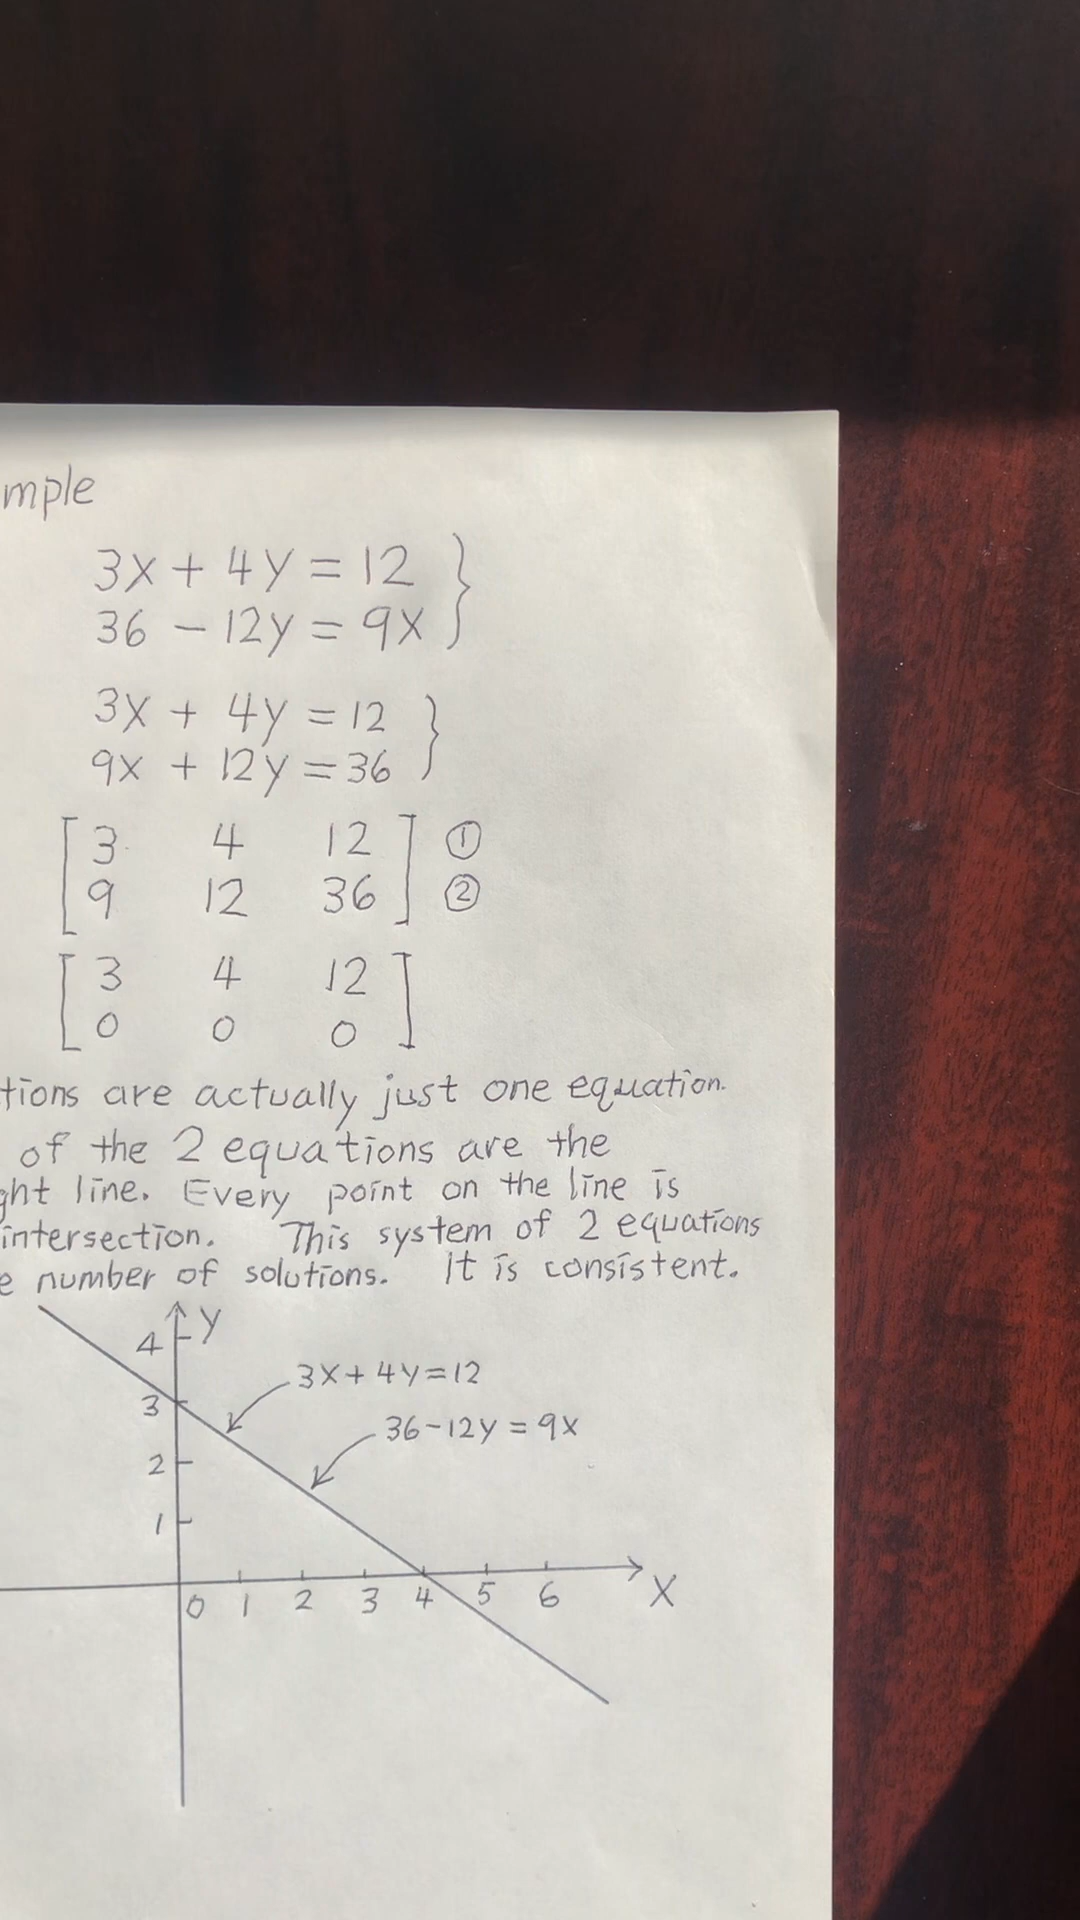 mple
3x + 4y = 12 }
36 - 12y = 9x
3x + 4y = 12 }
9x + 12y = 36
[ 3 4 12 ] ①
[ 9 12 36 ] ②
[ 3 4 12 ]
[ 0 0 0 ]
tions are actually just one equation.
of the 2 equations are the
ght line. Every point on the line is
intersection. This system of 2 equations
e number of solutions. It is consistent.
Y
4
3x + 4y = 12
3
36 - 12y = 9x
2
1
0 1 2 3 4 5 6 X